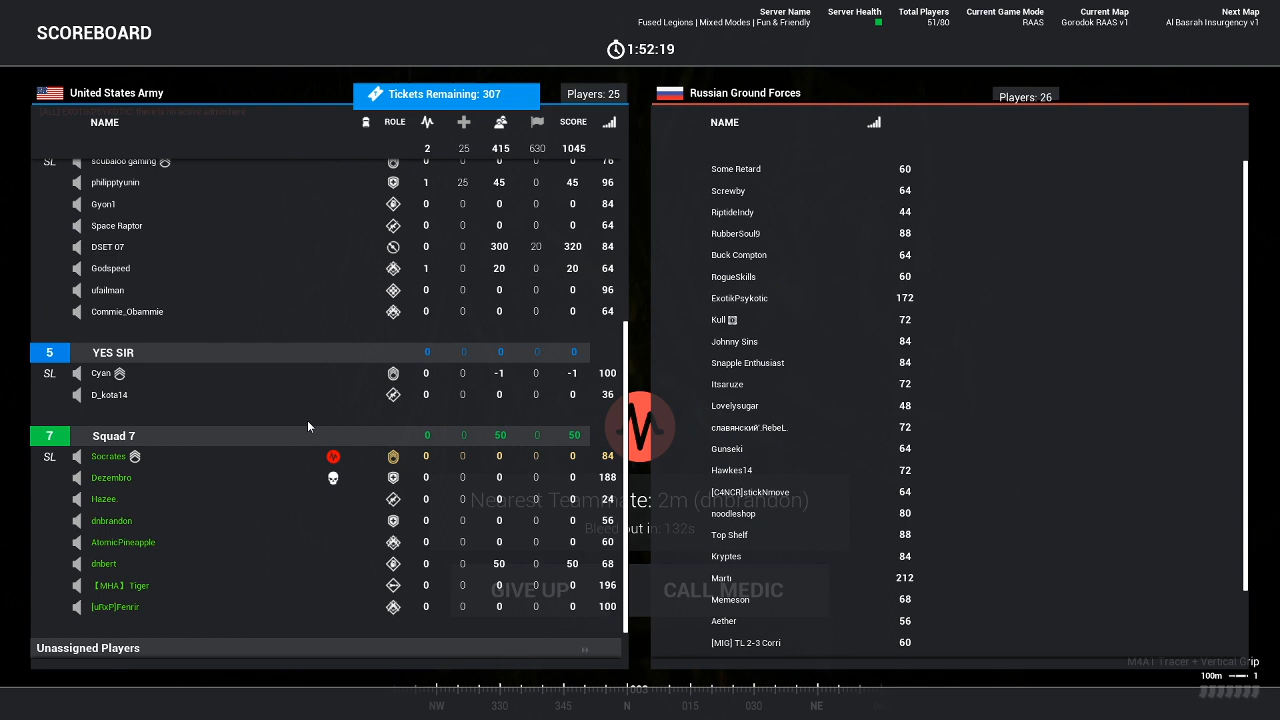 SCOREBOARD
Server Name Server Health Total Players Current Game Mode Current Map Next Map
Fused Legions | Mixed Modes | Fun & Friendly 51/80 RAAS Gorodok RAAS v1 Al Basrah Insurgency v1
1:52:19
United States Army Tickets Remaining: 307 Players: 25
NAME ROLE SCORE
2 25 415 630 1045
SL scubaloo gaming 0 0 0 0 0 76
philipptyunin 1 25 45 0 45 96
Gyon1 0 0 0 0 0 84
Space Raptor 0 0 0 0 0 64
DSET 07 0 0 300 20 320 84
Godspeed 1 0 20 0 20 64
ufailman 0 0 0 0 0 96
Commie_Obammie 0 0 0 0 0 64
5 YES SIR 0 0 0 0 0
SL Cyan 0 0 -1 0 -1 100
D_kota14 0 0 0 0 0 36
7 Squad 7 0 0 50 0 50
SL Socrates 0 0 0 0 0 84
Dezembro 0 0 0 0 0 188
Hazee. 0 0 0 0 0 24
dnbrandon 0 0 0 0 0 56
AtomicPineapple 0 0 0 0 0 60
dnbert 0 0 50 0 50 68
【MHA】Tiger 0 0 0 0 0 196
[uRxP]Fenrir 0 0 0 0 0 100
Unassigned Players
Russian Ground Forces Players: 26
NAME
Some Retard 60
Screwby 64
RiptideIndy 44
RubberSoul9 88
Buck Compton 64
RogueSkills 60
ExotikPsykotic 172
Kull 72
Johnny Sins 84
Snapple Enthusiast 84
Itsaruze 72
Lovelysugar 48
славянский'.RebeL. 72
Gunseki 64
Hawkes14 72
[C4NCR]stickNmove 64
noodleshop 80
Top Shelf 88
Kryptes 84
Marti 212
Memeson 68
Aether 56
[MIG] TL 2-3 Corri 60
Nearest Teammate: 2m (dnbrandon)
Bleed out in: 132s
GIVE UP CALL MEDIC
M4A1 Tracer + Vertical Grip
100m 1
003
NW 330 345 N 015 030 NE